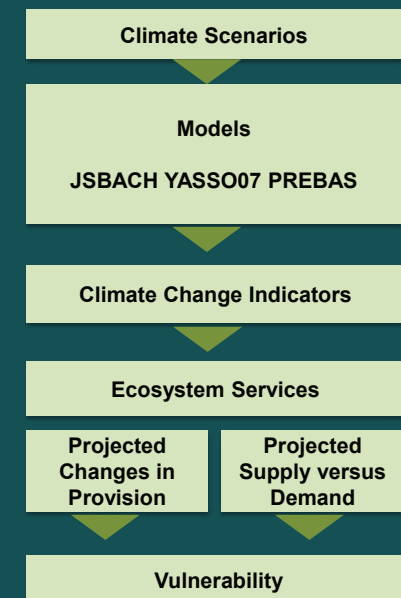 Climate Scenarios
Models
JSBACH YASSO07 PREBAS
Climate Change Indicators
Ecosystem Services
Projected
Changes in
Provision
Projected
Supply versus
Demand
Vulnerability